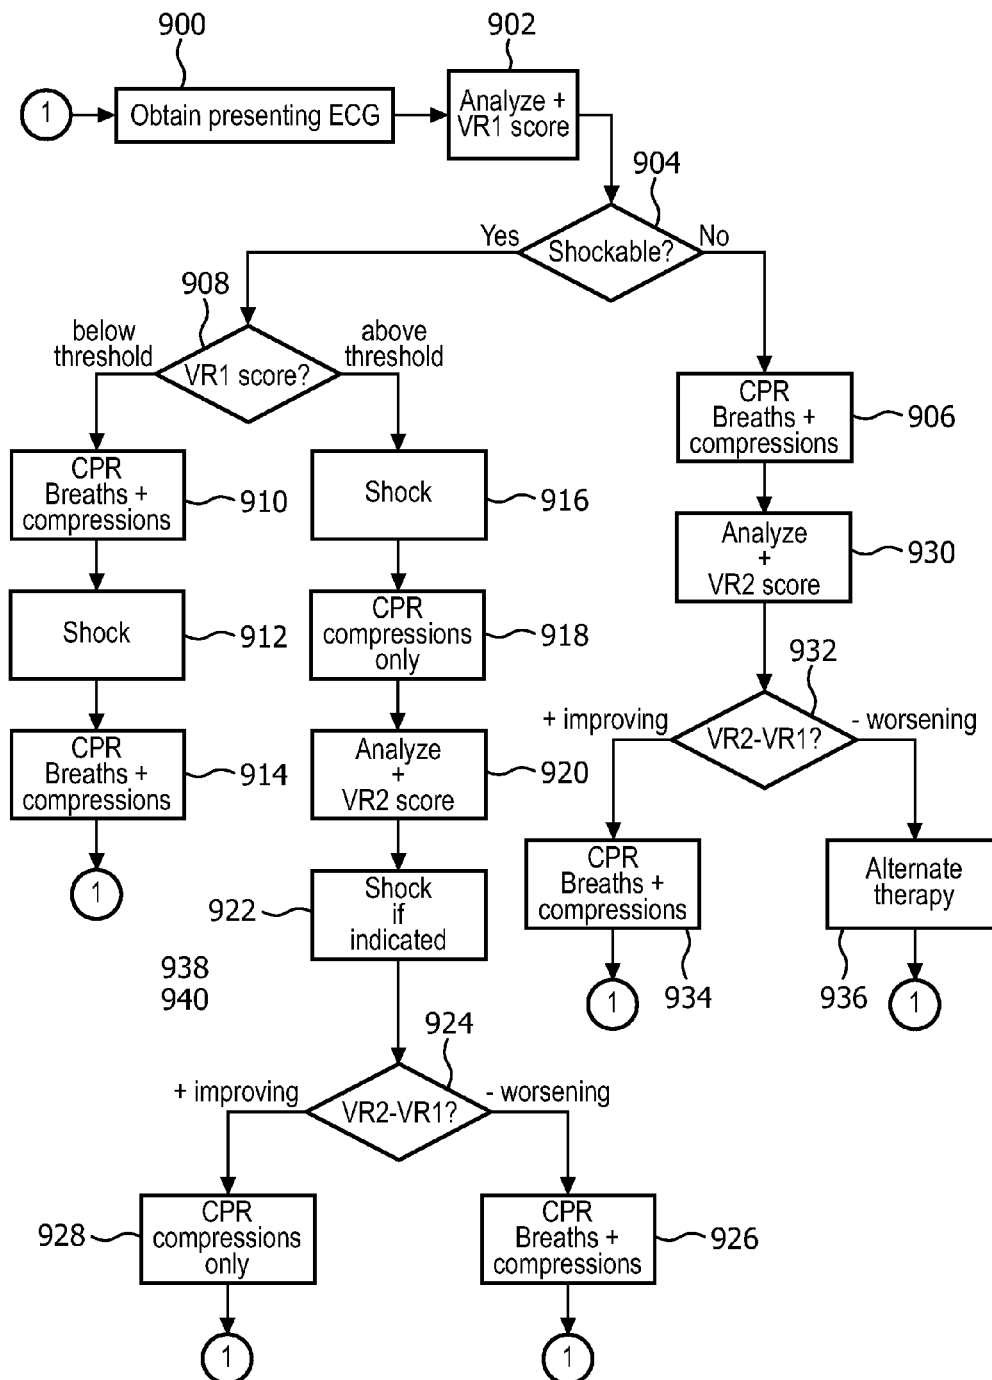 900
902
1
Obtain presenting ECG
Analyze +
VR1 score
904
Yes
Shockable?
No
908
below
threshold
above
threshold
VR1 score?
CPR
Breaths +
compressions
906
CPR
Breaths +
compressions
910
Shock
916
Analyze
+
VR2 score
930
Shock
912
CPR
compressions
only
918
932
+ improving
- worsening
VR2-VR1?
CPR
Breaths +
compressions
914
Analyze
+
VR2 score
920
CPR
Breaths +
compressions
934
Alternate
therapy
936
1
922
Shock
if
indicated
938
940
1
1
924
+ improving
- worsening
VR2-VR1?
928
CPR
compressions
only
CPR
Breaths +
compressions
926
1
1